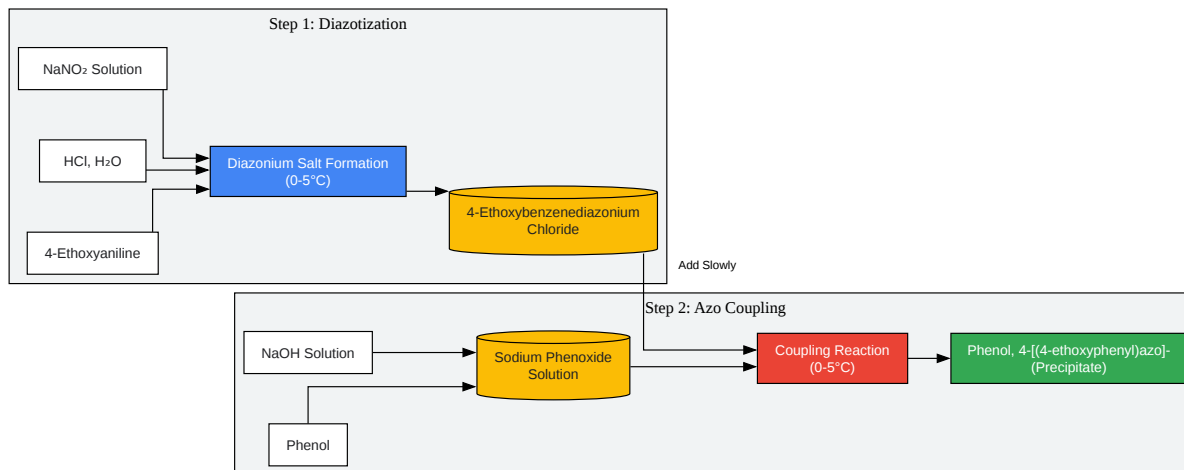 Step 1: Diazotization
NaNO₂ Solution
HCl, H₂O
Diazonium Salt Formation
(0-5°C)
4-Ethoxyaniline
4-Ethoxybenzenediazonium
Chloride
Add Slowly
Step 2: Azo Coupling
NaOH Solution
Sodium Phenoxide
Solution
Phenol
Coupling Reaction
(0-5°C)
Phenol, 4-[(4-ethoxyphenyl)azo]-
(Precipitate)